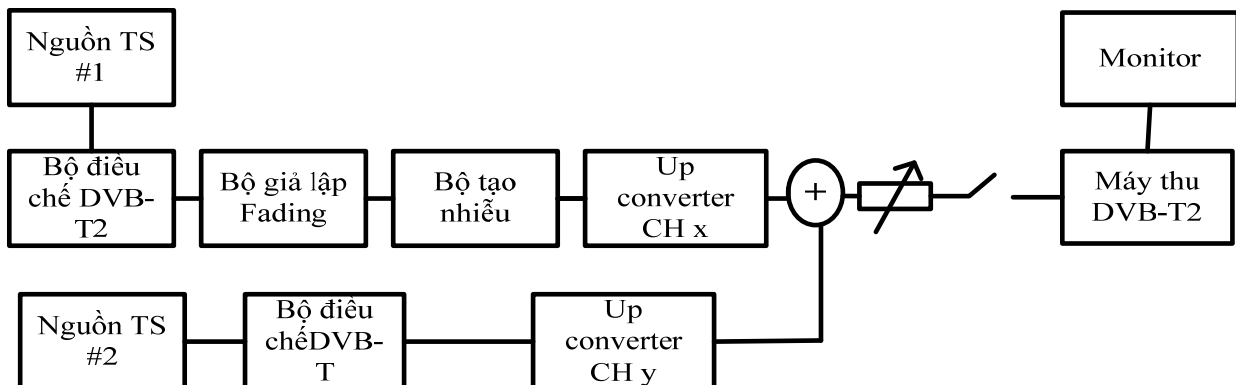 Nguồn TS
#1
Monitor
Bộ điều
chế DVB-
T2
Bộ giả lập
Fading
Bộ tạo
nhiễu
Up
converter
CH x
+
Máy thu
DVB-T2
Nguồn TS
#2
Bộ điều
chếDVB-
T
Up
converter
CH y